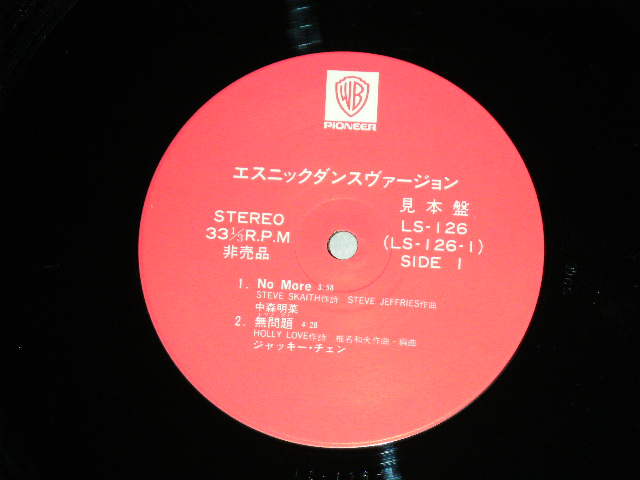 WB
PIONEER
エスニックダンスヴァージョン
STEREO
33⅓R.P.M
非売品
見本盤
LS-126
(LS-126-1)
SIDE 1
1. No More 3:58
STEVE SKAITH作詩 STEVE JEFFRIES作曲
中森明菜
2. 無問題 4:28
HOLLY LOVE作詩 椎名和夫作曲・編曲
ジャッキー・チェン